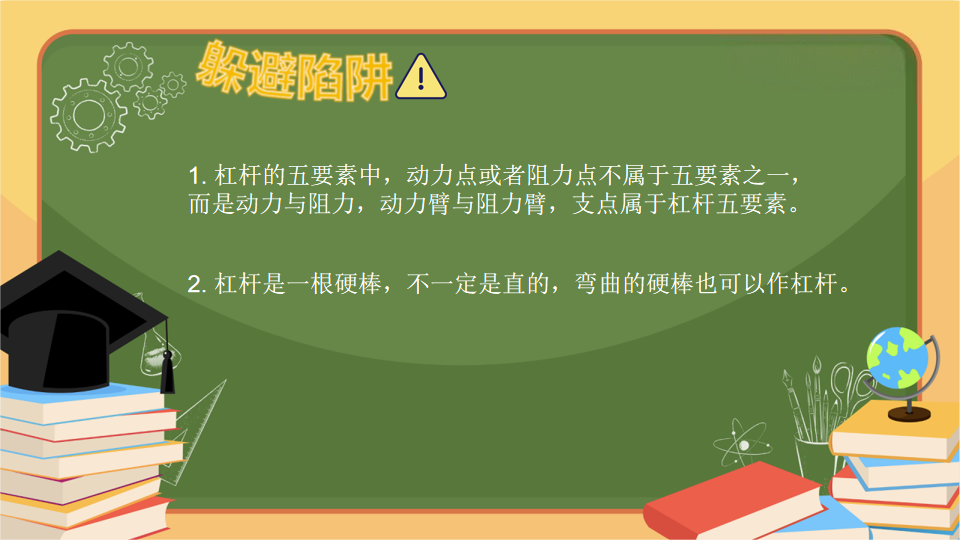 躲避陷阱
1. 杠杆的五要素中，动力点或者阻力点不属于五要素之一，
而是动力与阻力，动力臂与阻力臂，支点属于杠杆五要素。
2. 杠杆是一根硬棒，不一定是直的，弯曲的硬棒也可以作杠杆。